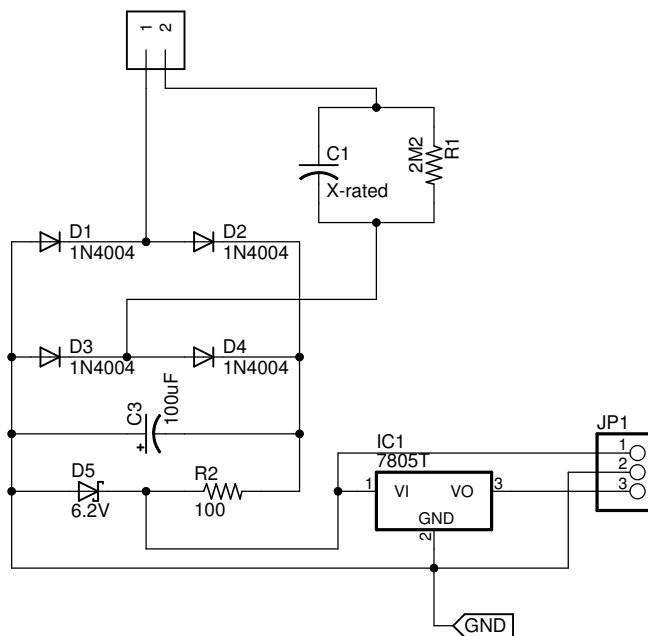 1
2
C1
X-rated
2M2
R1
D1
1N4004
D2
1N4004
D3
1N4004
D4
1N4004
C3
100uF
+
D5
6.2V
R2
100
IC1
7805T
1
VI
VO
3
GND
2
JP1
1
2
3
GND